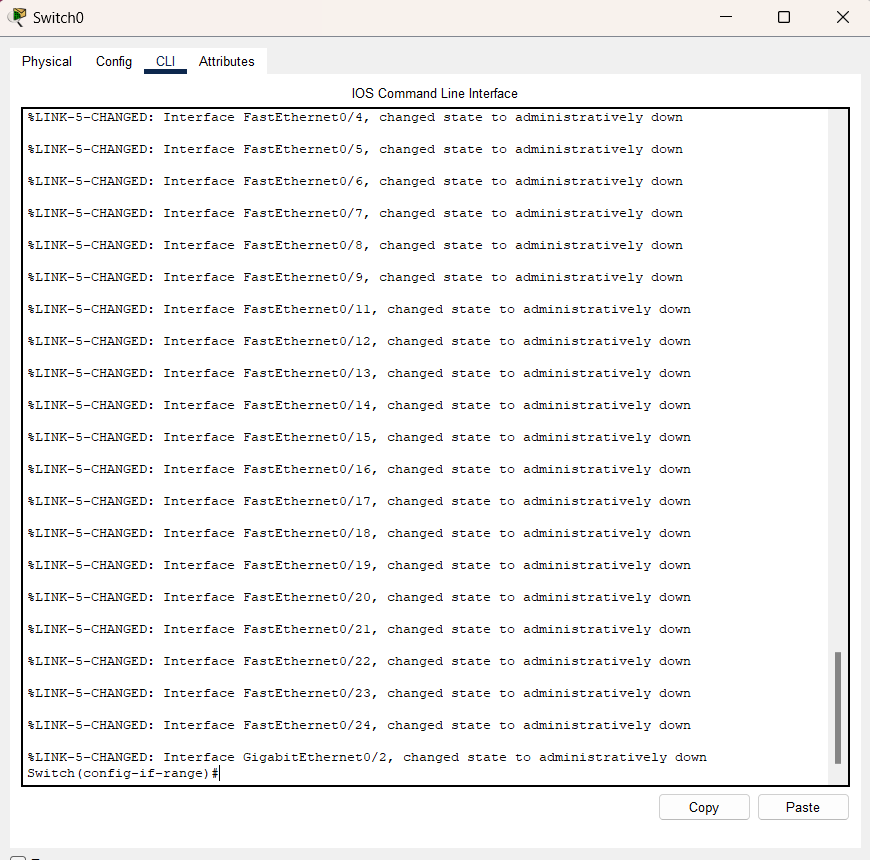 Switch0
Physical Config CLI Attributes
IOS Command Line Interface
%LINK-5-CHANGED: Interface FastEthernet0/4, changed state to administratively down
%LINK-5-CHANGED: Interface FastEthernet0/5, changed state to administratively down
%LINK-5-CHANGED: Interface FastEthernet0/6, changed state to administratively down
%LINK-5-CHANGED: Interface FastEthernet0/7, changed state to administratively down
%LINK-5-CHANGED: Interface FastEthernet0/8, changed state to administratively down
%LINK-5-CHANGED: Interface FastEthernet0/9, changed state to administratively down
%LINK-5-CHANGED: Interface FastEthernet0/11, changed state to administratively down
%LINK-5-CHANGED: Interface FastEthernet0/12, changed state to administratively down
%LINK-5-CHANGED: Interface FastEthernet0/13, changed state to administratively down
%LINK-5-CHANGED: Interface FastEthernet0/14, changed state to administratively down
%LINK-5-CHANGED: Interface FastEthernet0/15, changed state to administratively down
%LINK-5-CHANGED: Interface FastEthernet0/16, changed state to administratively down
%LINK-5-CHANGED: Interface FastEthernet0/17, changed state to administratively down
%LINK-5-CHANGED: Interface FastEthernet0/18, changed state to administratively down
%LINK-5-CHANGED: Interface FastEthernet0/19, changed state to administratively down
%LINK-5-CHANGED: Interface FastEthernet0/20, changed state to administratively down
%LINK-5-CHANGED: Interface FastEthernet0/21, changed state to administratively down
%LINK-5-CHANGED: Interface FastEthernet0/22, changed state to administratively down
%LINK-5-CHANGED: Interface FastEthernet0/23, changed state to administratively down
%LINK-5-CHANGED: Interface FastEthernet0/24, changed state to administratively down
%LINK-5-CHANGED: Interface GigabitEthernet0/2, changed state to administratively down
Switch(config-if-range)#
Copy Paste